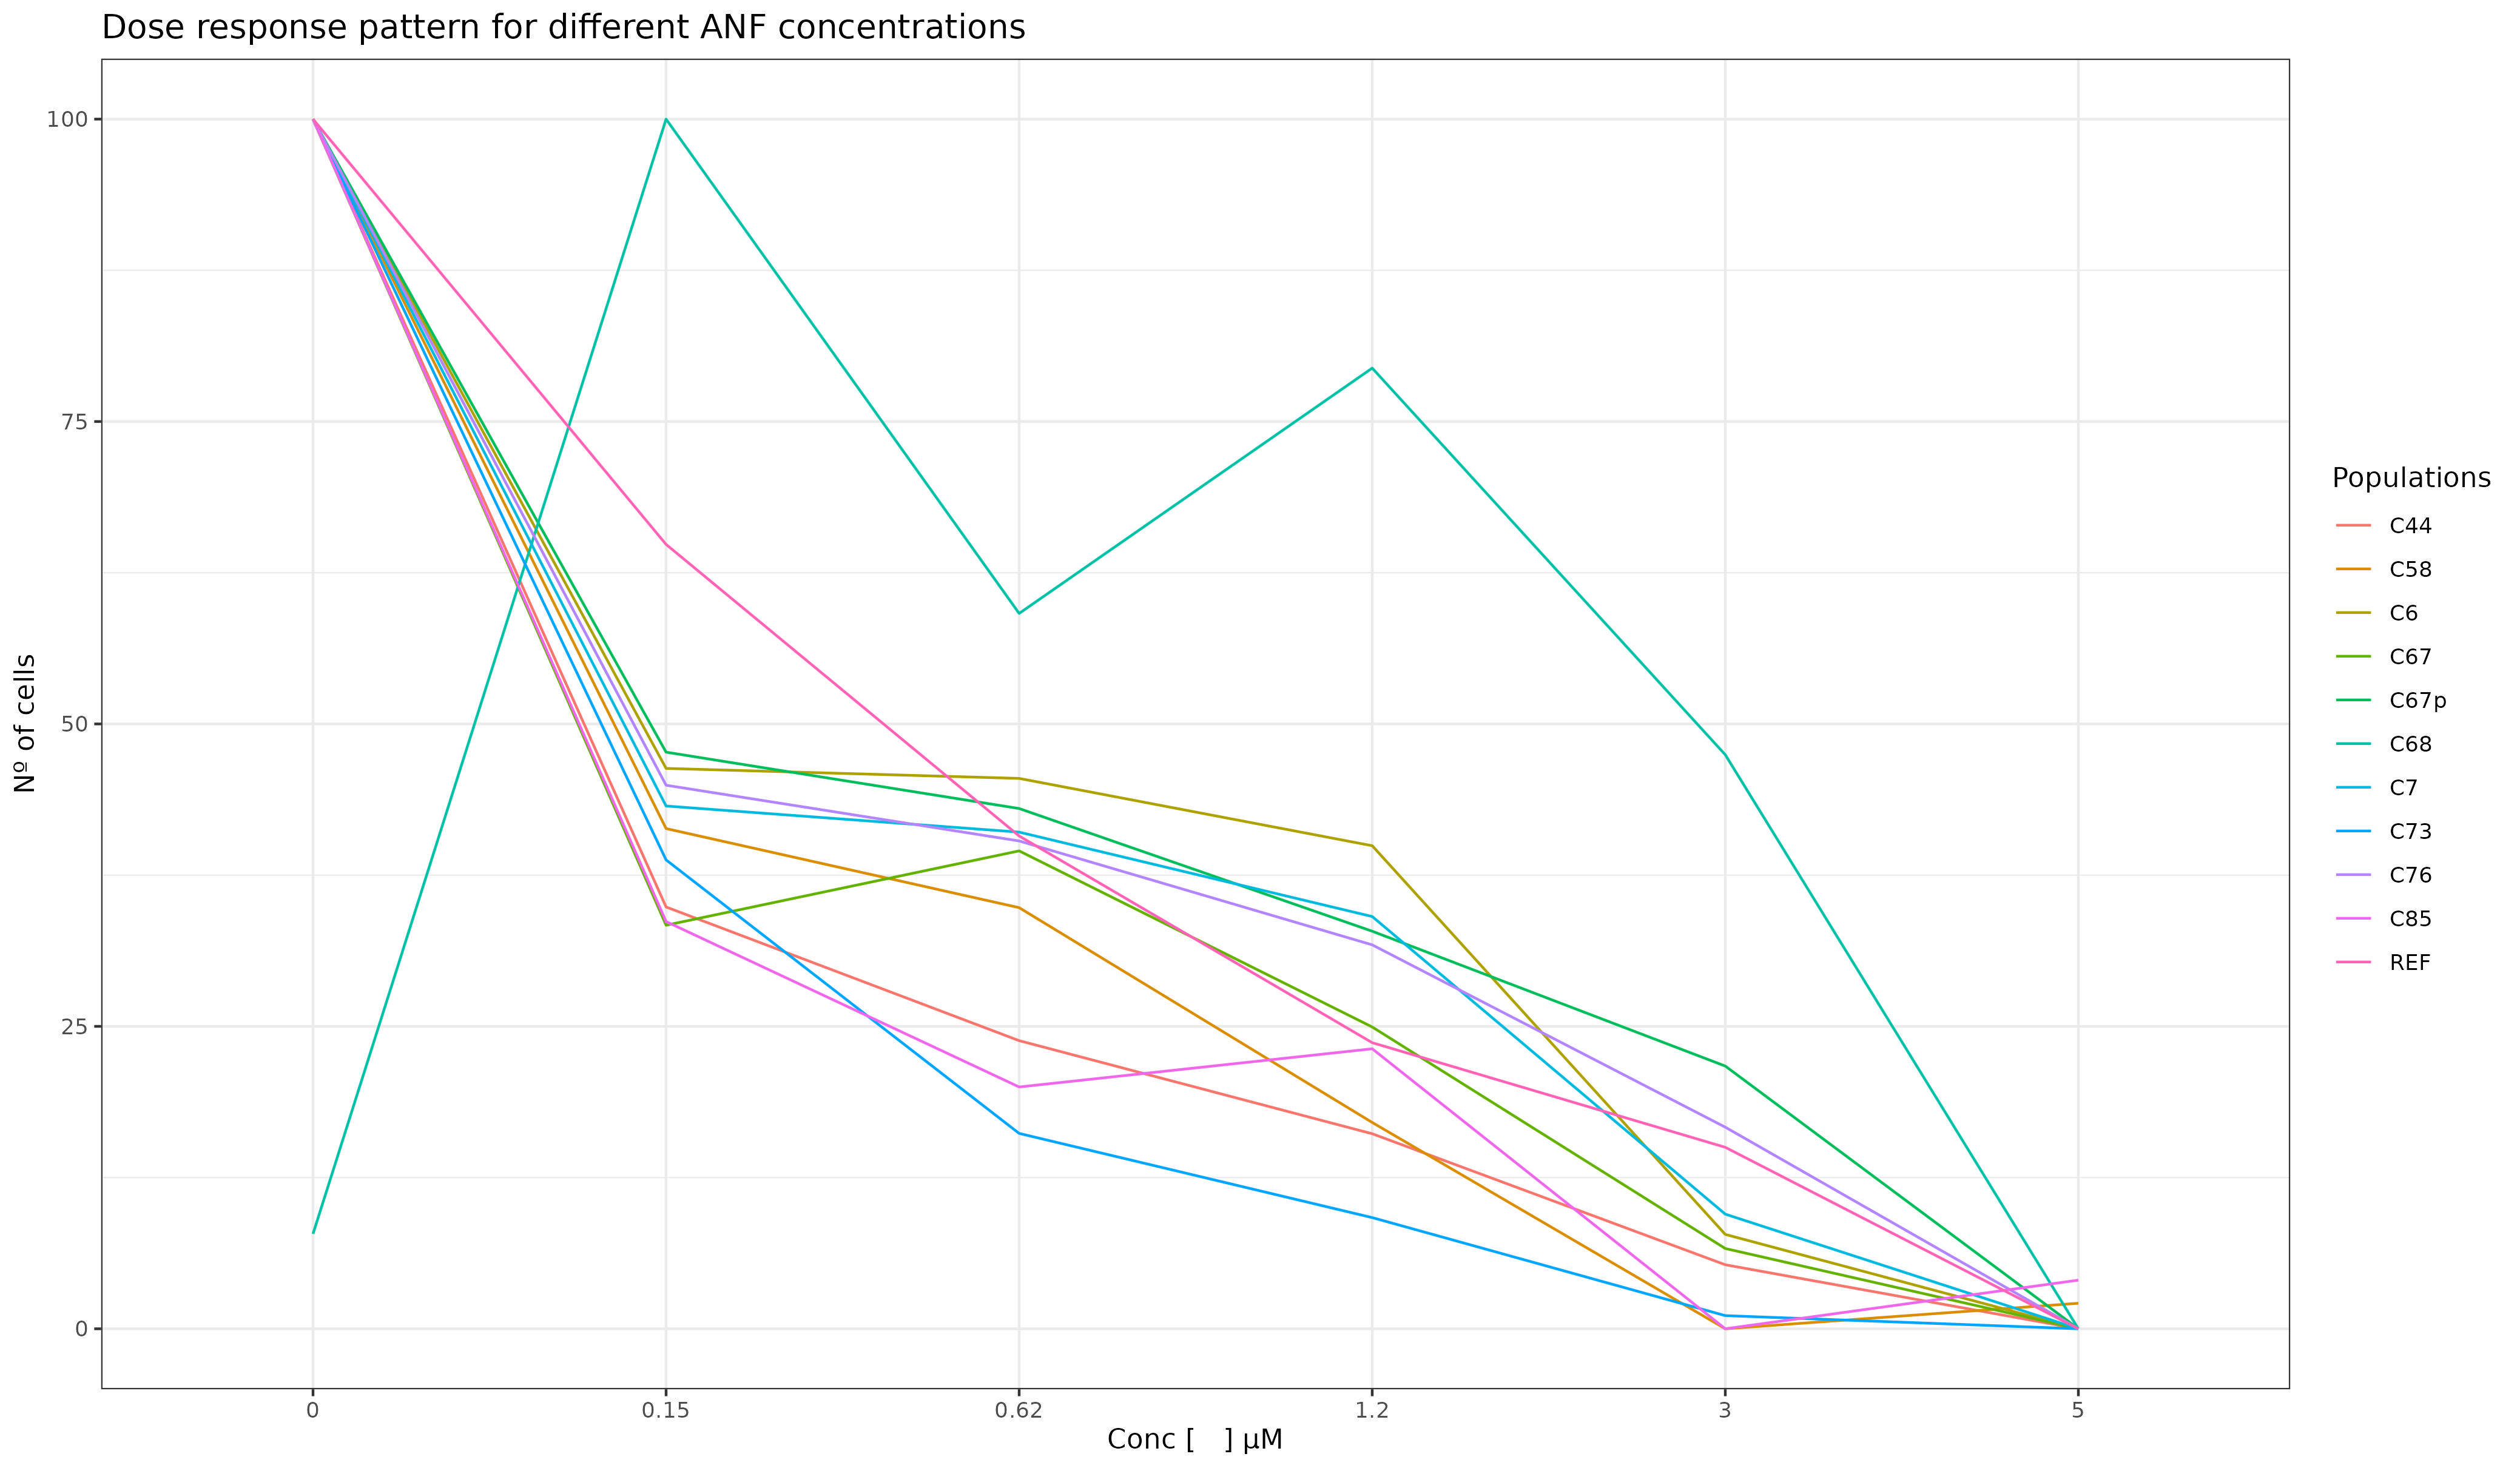 Dose response pattern for different ANF concentrations
Nº of cells
100
75
50
25
0
0 0.15 0.62 1.2 3 5
Conc [   ] µM
Populations
C44
C58
C6
C67
C67p
C68
C7
C73
C76
C85
REF